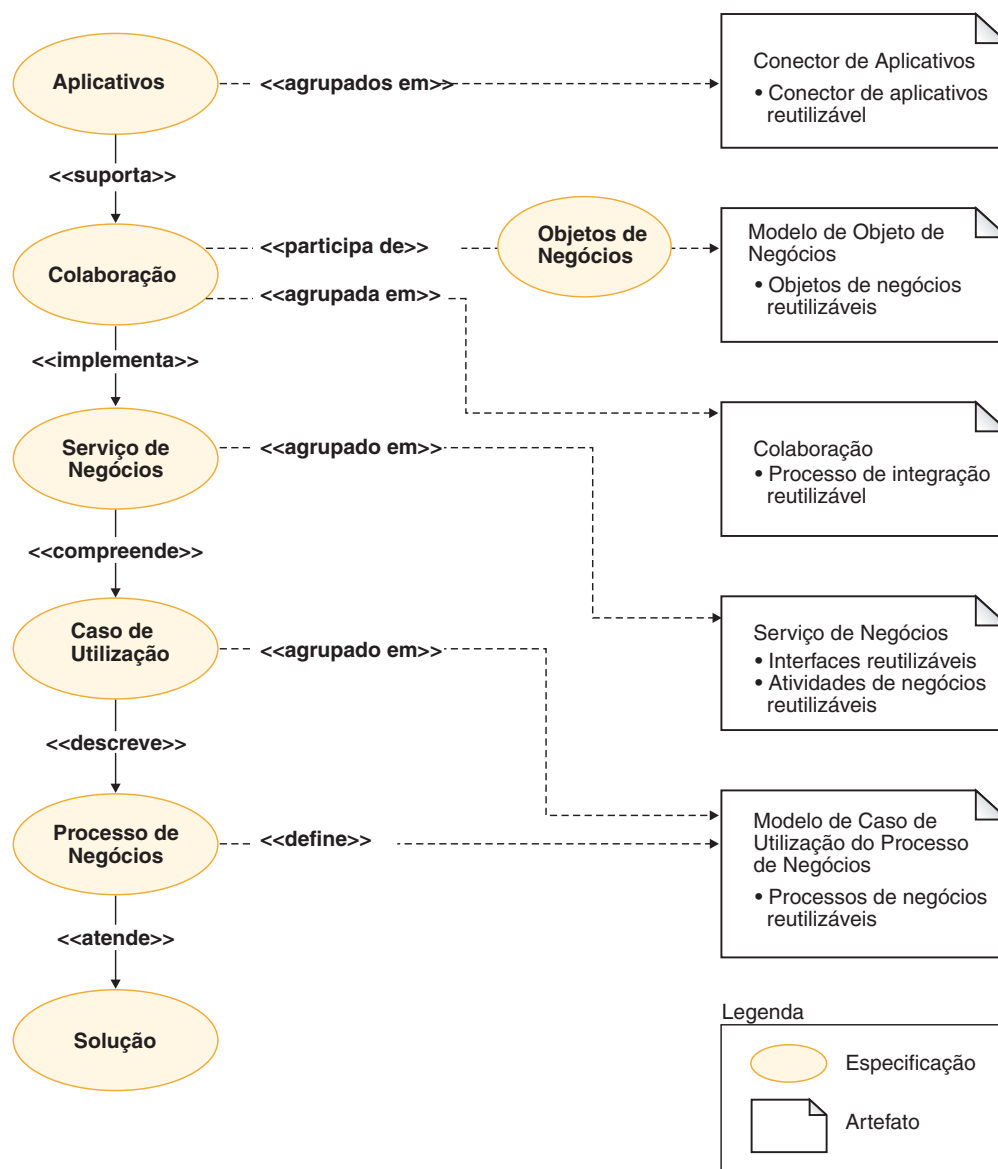 Aplicativos
<<agrupados em>>
Conector de Aplicativos
• Conector de aplicativos
reutilizável
<<suporta>>
Colaboração
<<participa de>>
<<agrupada em>>
Objetos de
Negócios
Modelo de Objeto de
Negócios
• Objetos de negócios
reutilizáveis
<<implementa>>
Serviço de
Negócios
<<agrupado em>>
Colaboração
• Processo de integração
reutilizável
<<compreende>>
Caso de
Utilização
<<agrupado em>>
Serviço de Negócios
• Interfaces reutilizáveis
• Atividades de negócios
reutilizáveis
<<descreve>>
Processo de
Negócios
<<define>>
Modelo de Caso de
Utilização do Processo
de Negócios
• Processos de negócios
reutilizáveis
<<atende>>
Solução
Legenda
Especificação
Artefato